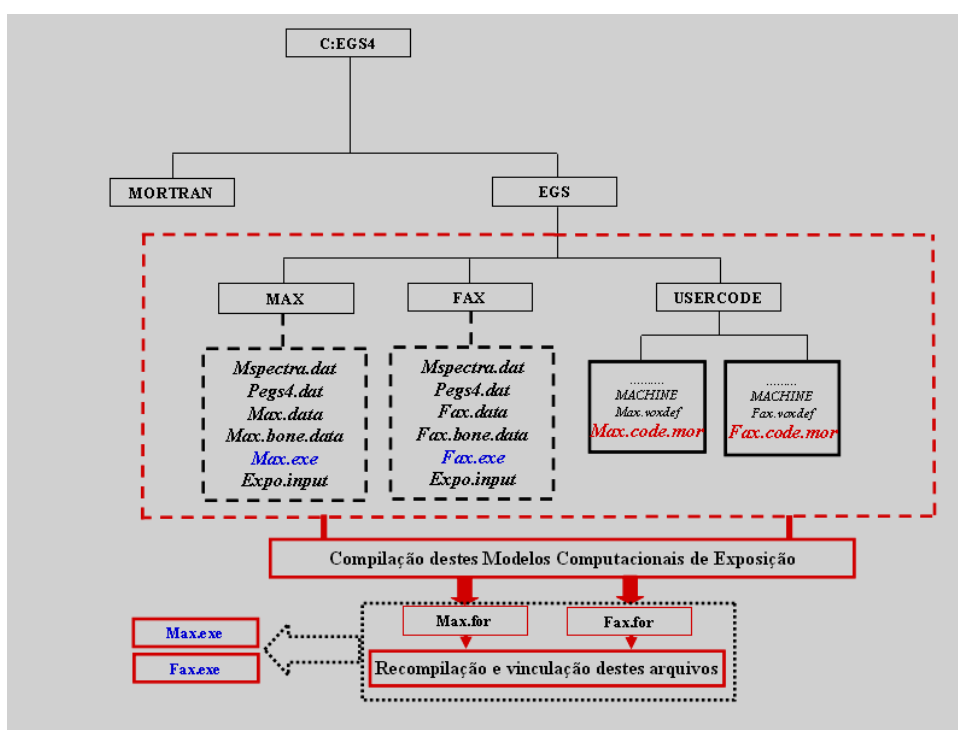 C:EGS4
MORTRAN
EGS
MAX
FAX
USERCODE
Mspectra.dat
Pegs4.dat
Max.data
Max.bone.data
Max.exe
Expo.input
Mspectra.dat
Pegs4.dat
Fax.data
Fax.bone.data
Fax.exe
Expo.input
..........
MACHINE
Max.voxdef
Max.code.mor
.........
MACHINE
Fax.voxdef
Fax.code.mor
Compilação destes Modelos Computacionais de Exposição
Max.for
Fax.for
Recompilação e vinculação destes arquivos
Max.exe
Fax.exe